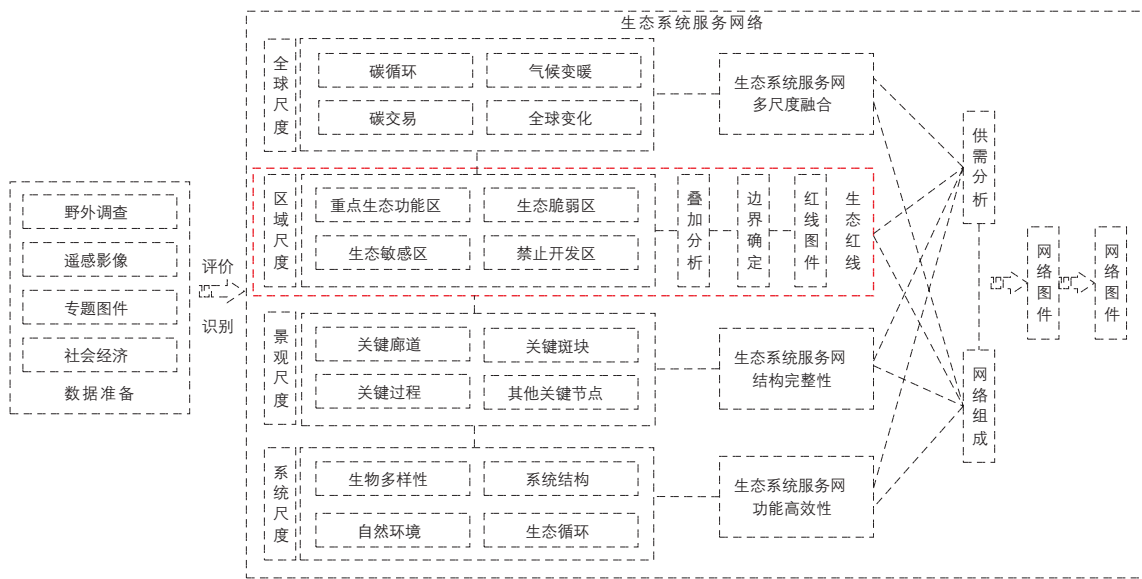 生态系统服务网络
野外调查
遥感影像
专题图件
社会经济
数据准备
评价
识别
全球尺度
碳循环
气候变暖
碳交易
全球变化
生态系统服务网
多尺度融合
区域尺度
重点生态功能区
生态脆弱区
生态敏感区
禁止开发区
叠加分析
边界确定
红线图件
生态红线
景观尺度
关键廊道
关键斑块
关键过程
其他关键节点
生态系统服务网
结构完整性
系统尺度
生物多样性
系统结构
自然环境
生态循环
生态系统服务网
功能高效性
供需分析
网络组成
网络图件
网络图件